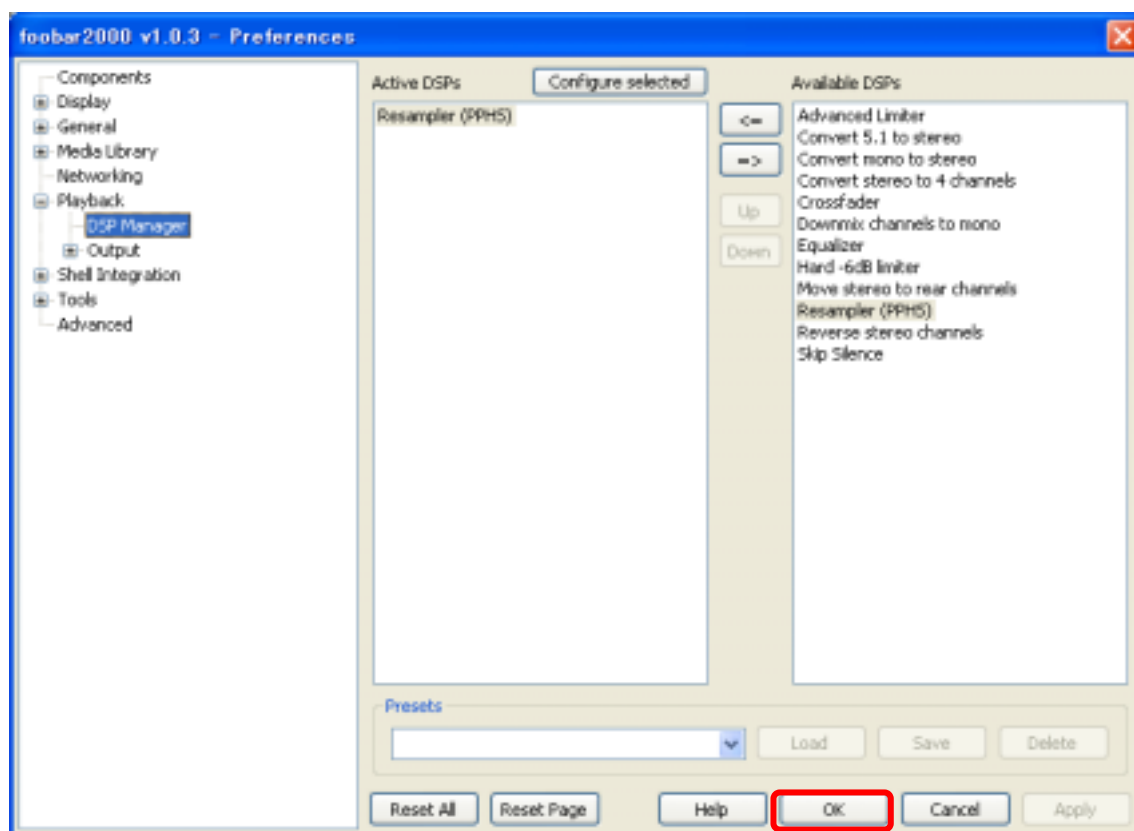 foobar2000 v1.0.3 - Preferences
Components
Display
General
Media Library
Networking
Playback
DSP Manager
Output
Shell Integration
Tools
Advanced
Active DSPs
Configure selected
Resampler (PPHS)
<=
=>
Up
Down
Available DSPs
Advanced Limiter
Convert 5.1 to stereo
Convert mono to stereo
Convert stereo to 4 channels
Crossfader
Downmix channels to mono
Equalizer
Hard -6dB limiter
Move stereo to rear channels
Resampler (PPHS)
Reverse stereo channels
Skip Silence
Presets
Load
Save
Delete
Reset All
Reset Page
Help
OK
Cancel
Apply